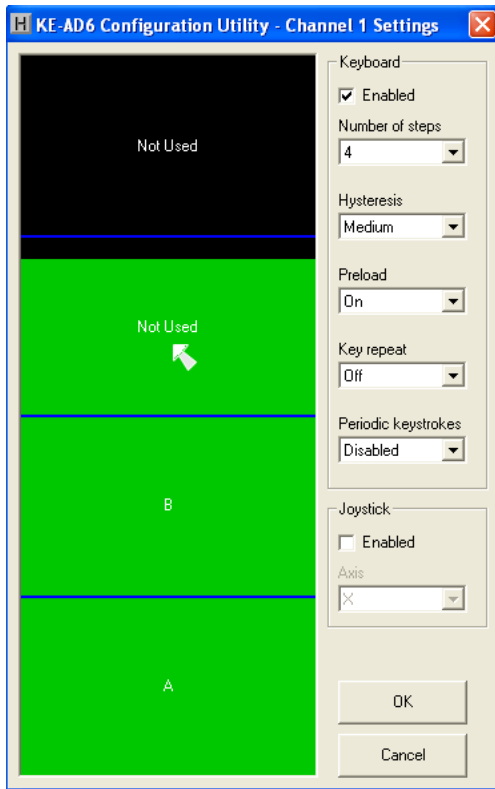 H KE-AD6 Configuration Utility - Channel 1 Settings
Not Used
Not Used
B
A
Keyboard
Enabled
Number of steps
4
Hysteresis
Medium
Preload
On
Key repeat
Off
Periodic keystrokes
Disabled
Joystick
Enabled
Axis
X
OK
Cancel